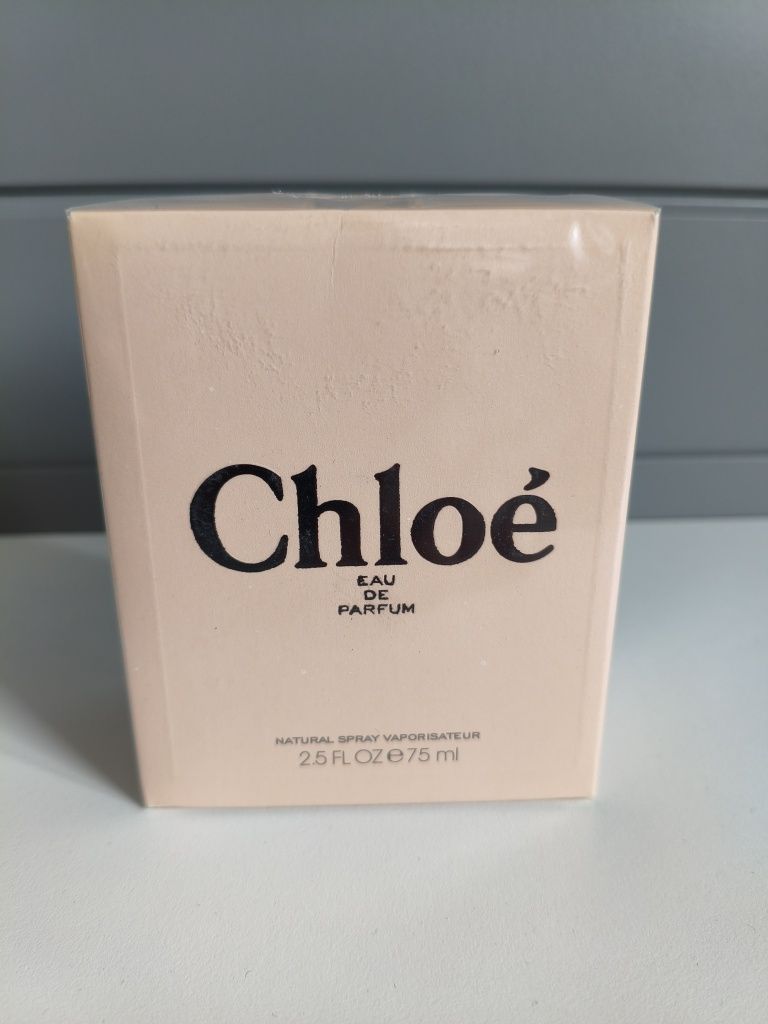 Chloé
EAU
DE
PARFUM
NATURAL SPRAY VAPORISATEUR
2.5 FL OZ ℮ 75 ml